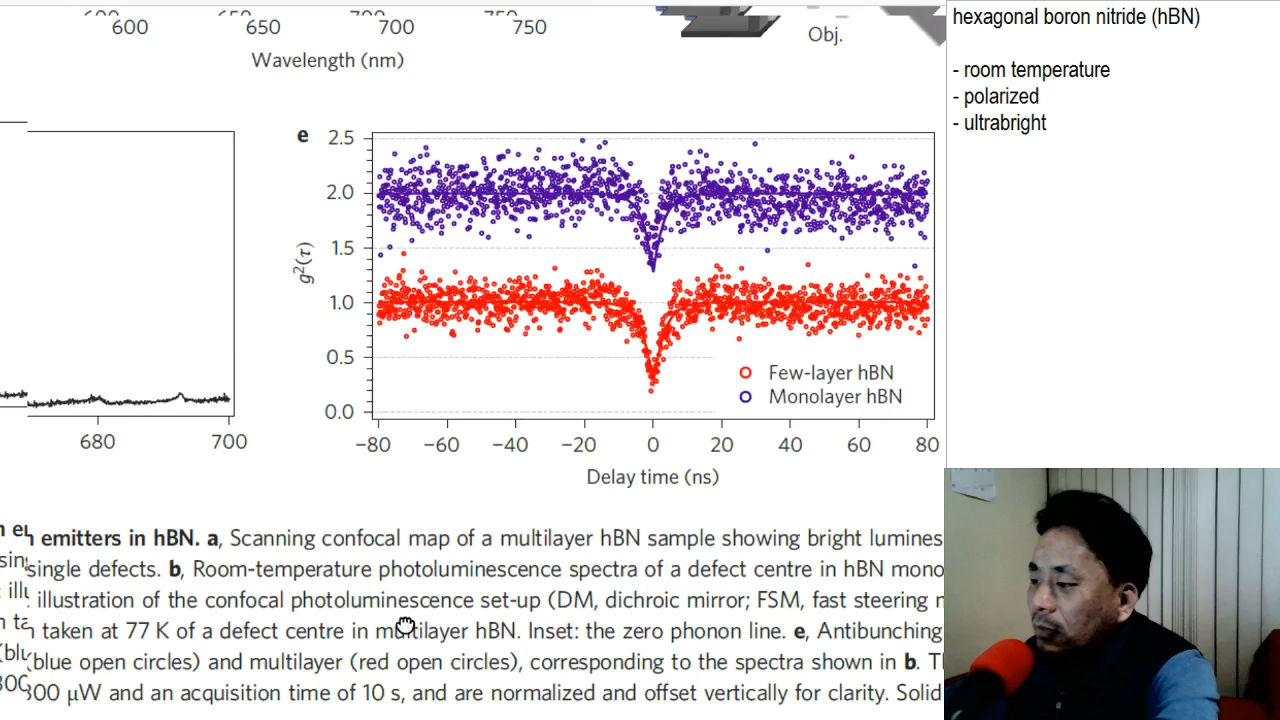 600 650 700 750
Obj.
Wavelength (nm)
hexagonal boron nitride (hBN)
- room temperature
- polarized
- ultrabright
e
2.5
2.0
1.5
1.0
0.5
0.0
g²(τ)
Few-layer hBN
Monolayer hBN
−80 −60 −40 −20 0 20 40 60 80
Delay time (ns)
680 700
emitters in hBN. a, Scanning confocal map of a multilayer hBN sample showing bright lumines
single defects. b, Room-temperature photoluminescence spectra of a defect centre in hBN mono
illustration of the confocal photoluminescence set-up (DM, dichroic mirror; FSM, fast steering
taken at 77 K of a defect centre in multilayer hBN. Inset: the zero phonon line. e, Antibunching
(blue open circles) and multilayer (red open circles), corresponding to the spectra shown in b. T
300 μW and an acquisition time of 10 s, and are normalized and offset vertically for clarity. Solid